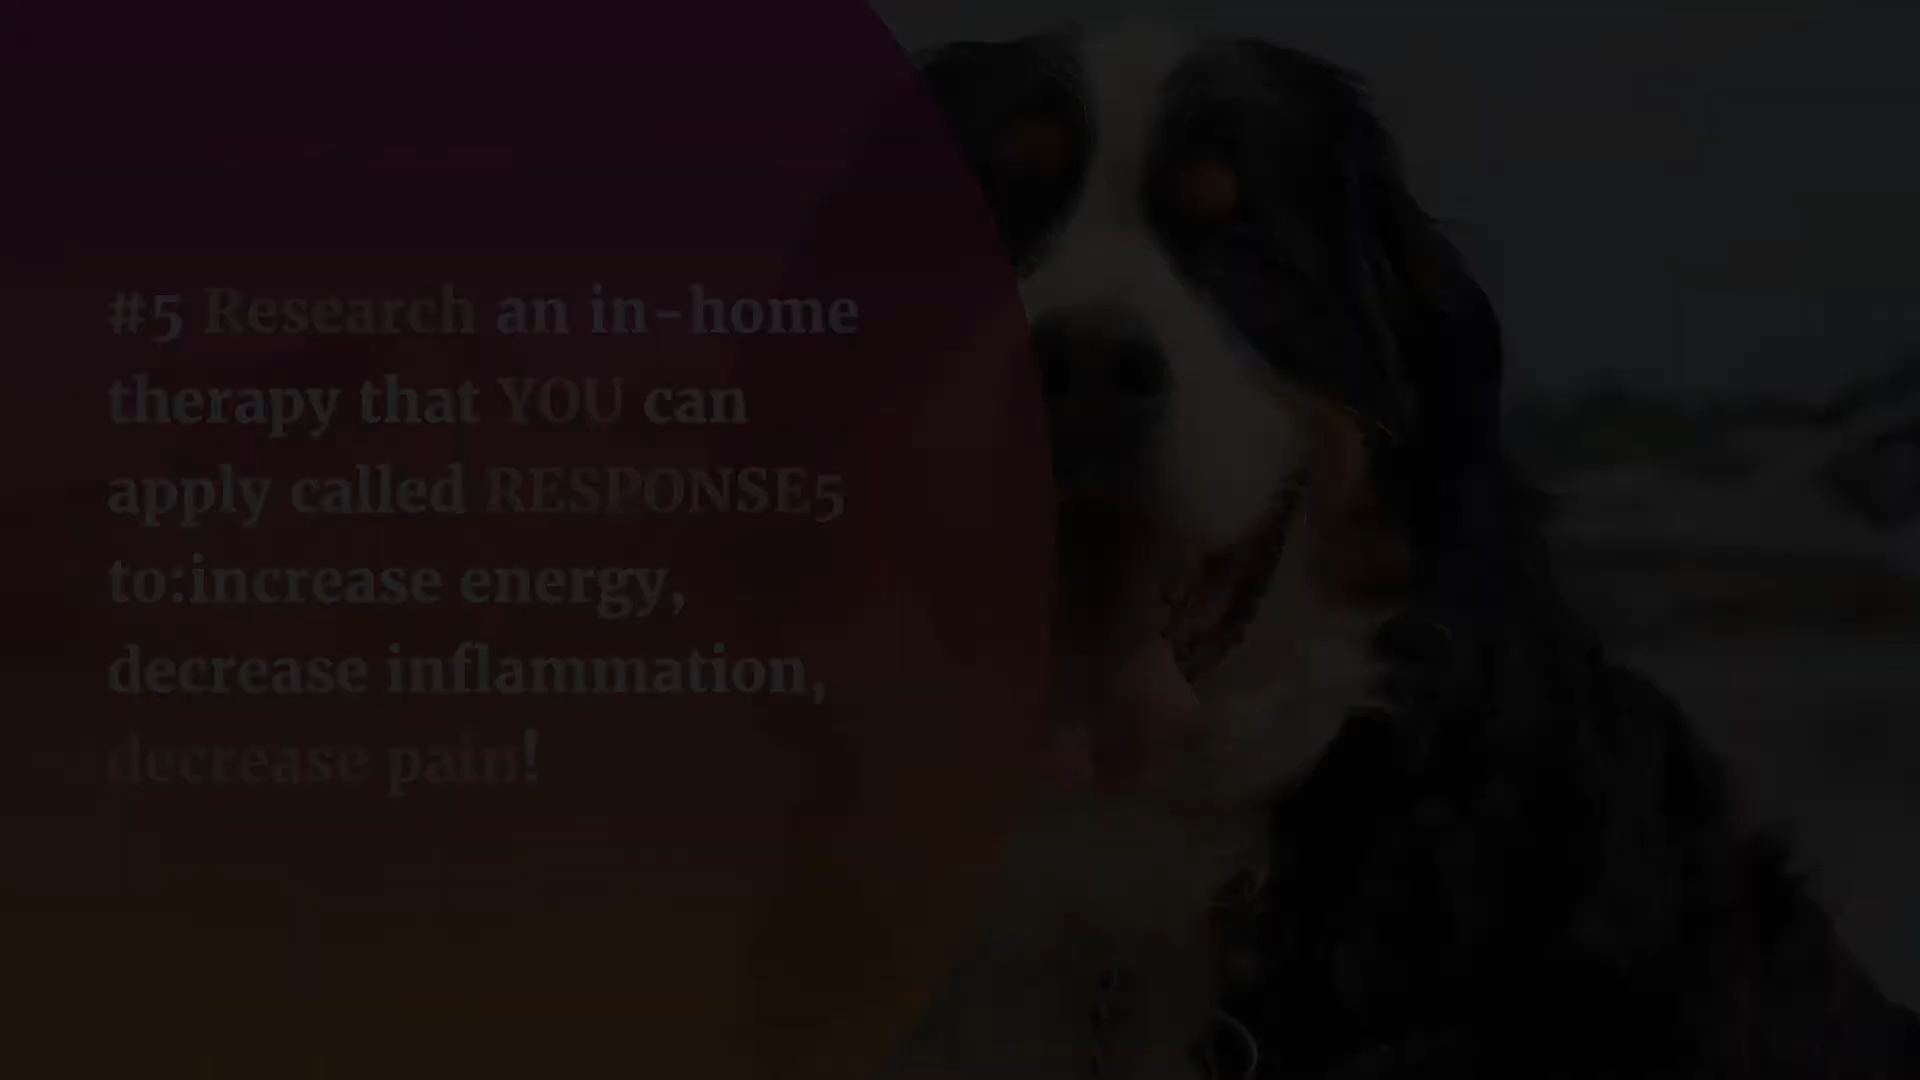 #5 Research an in-home
therapy that YOU can
apply called RESPONSE5
to:increase energy,
decrease inflammation,
decrease pain!